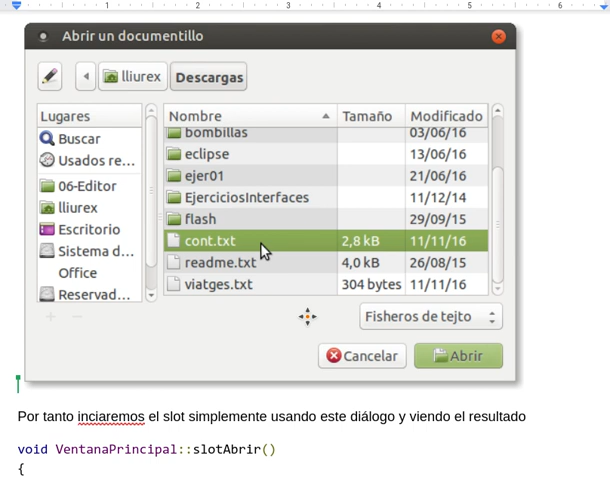 1 2 3 4 5 6
Abrir un documentillo
lliurex Descargas
Lugares Nombre Tamaño Modificado
bombillas 03/06/16
Buscar eclipse 13/06/16
Usados re... ejer01 21/06/16
06-Editor EjerciciosInterfaces 11/12/14
lliurex flash 29/09/15
Escritorio cont.txt 2,8 kB 11/11/16
Sistema d... readme.txt 4,0 kB 26/08/15
Office viatges.txt 304 bytes 11/11/16
Reservad...
Fisheros de tejto
Cancelar Abrir
Por tanto inciaremos el slot simplemente usando este diálogo y viendo el resultado
void VentanaPrincipal::slotAbrir()
{